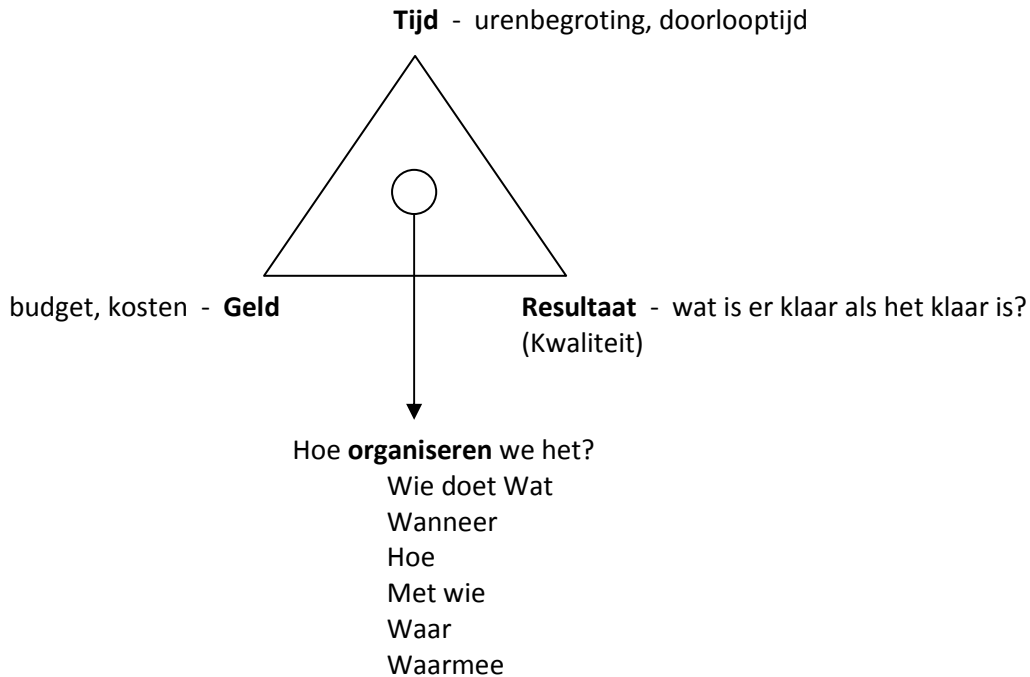 Tijd - urenbegroting, doorlooptijd
budget, kosten - Geld
Resultaat - wat is er klaar als het klaar is?
(Kwaliteit)
Hoe organiseren we het?
Wie doet Wat
Wanneer
Hoe
Met wie
Waar
Waarmee